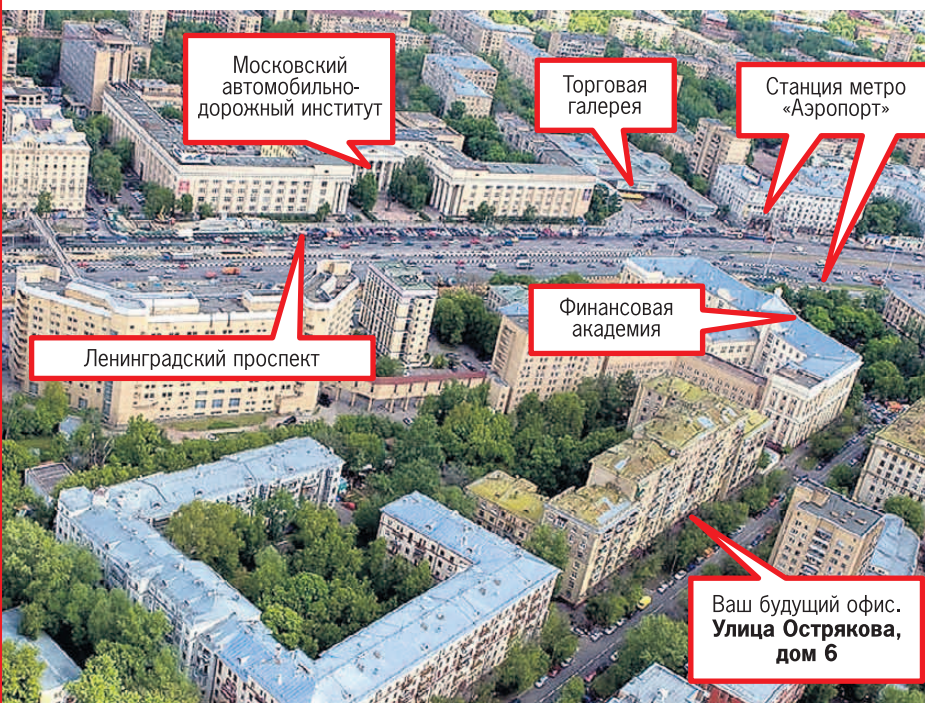 Московский
автомобильно-
дорожный институт
Торговая
галерея
Станция метро
«Аэропорт»
Финансовая
академия
Ленинградский проспект
Ваш будущий офис.
Улица Острякова,
дом 6